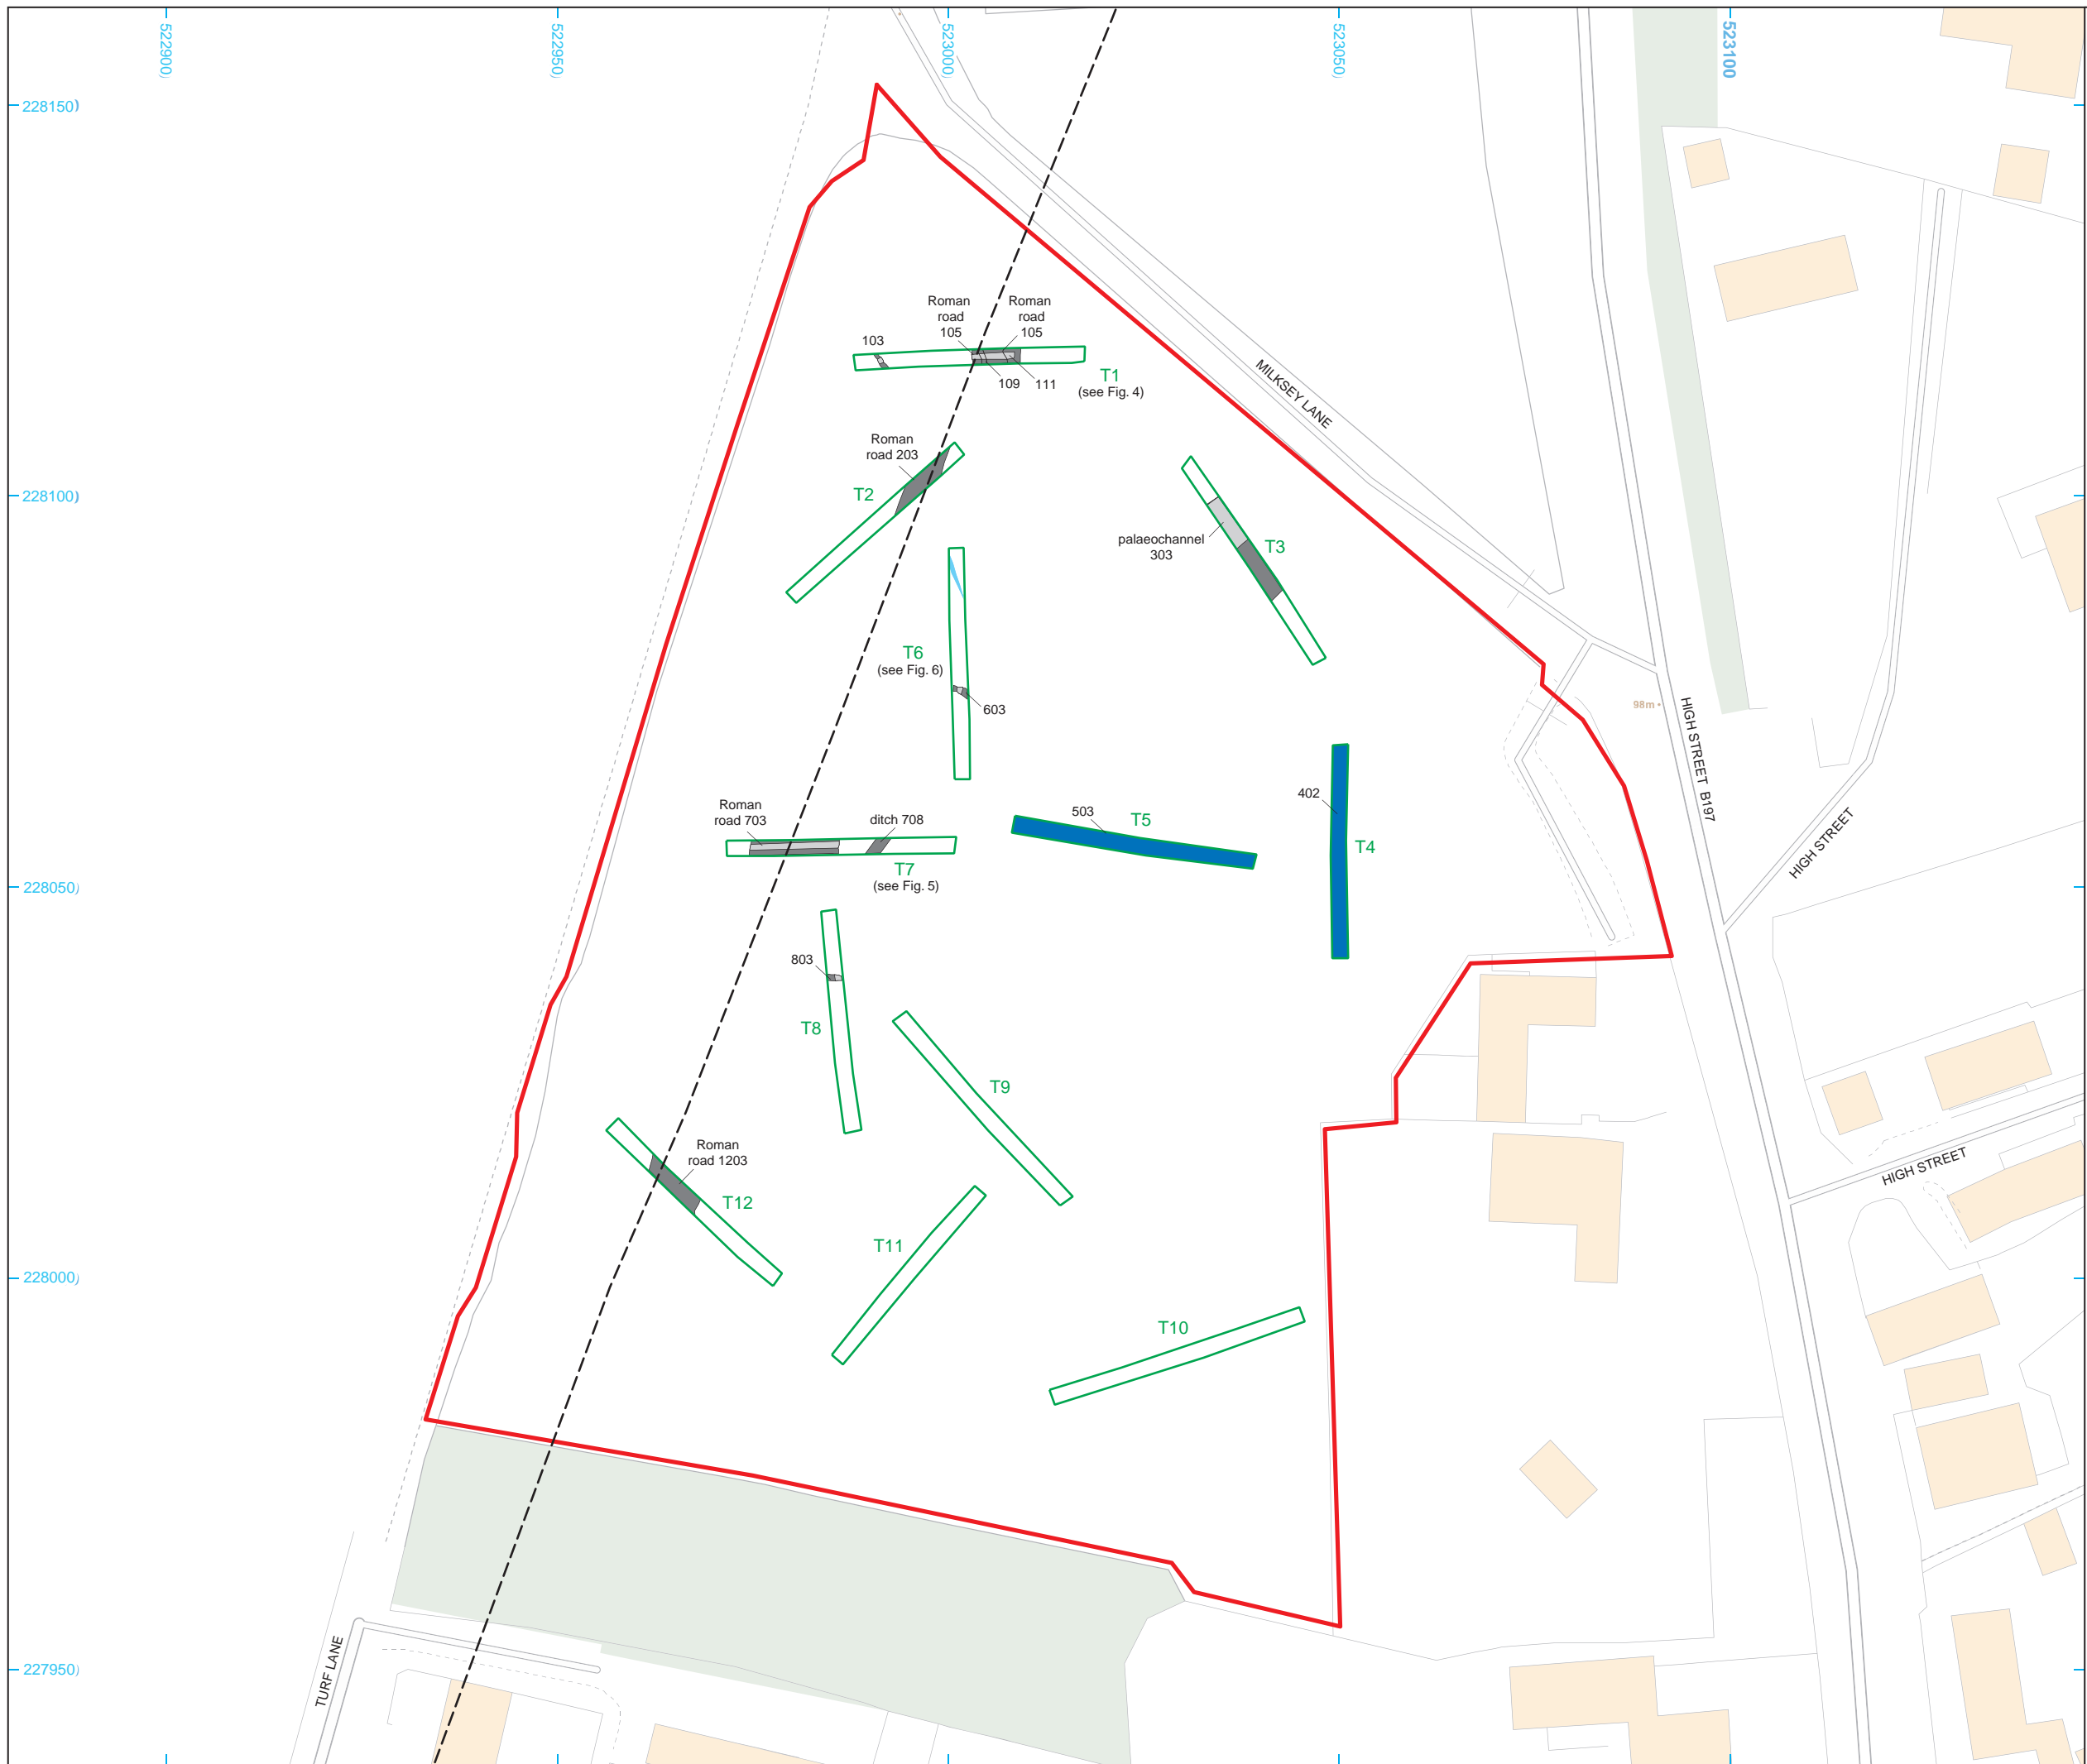 522900
522950
523000
523050
523100
228150
228100
228050
228000
227950
Roman
road
105
Roman
road
105
103
109
111
T1
(see Fig. 4)
MILKSEY LANE
Roman
road 203
T2
palaeochannel
303
T3
T6
(see Fig. 6)
603
98m
HIGH STREET B197
HIGH STREET
Roman
road 703
ditch 708
T7
(see Fig. 5)
503
T5
402
T4
803
T8
T9
Roman
road 1203
T12
T11
T10
HIGH STREET
TURF LANE